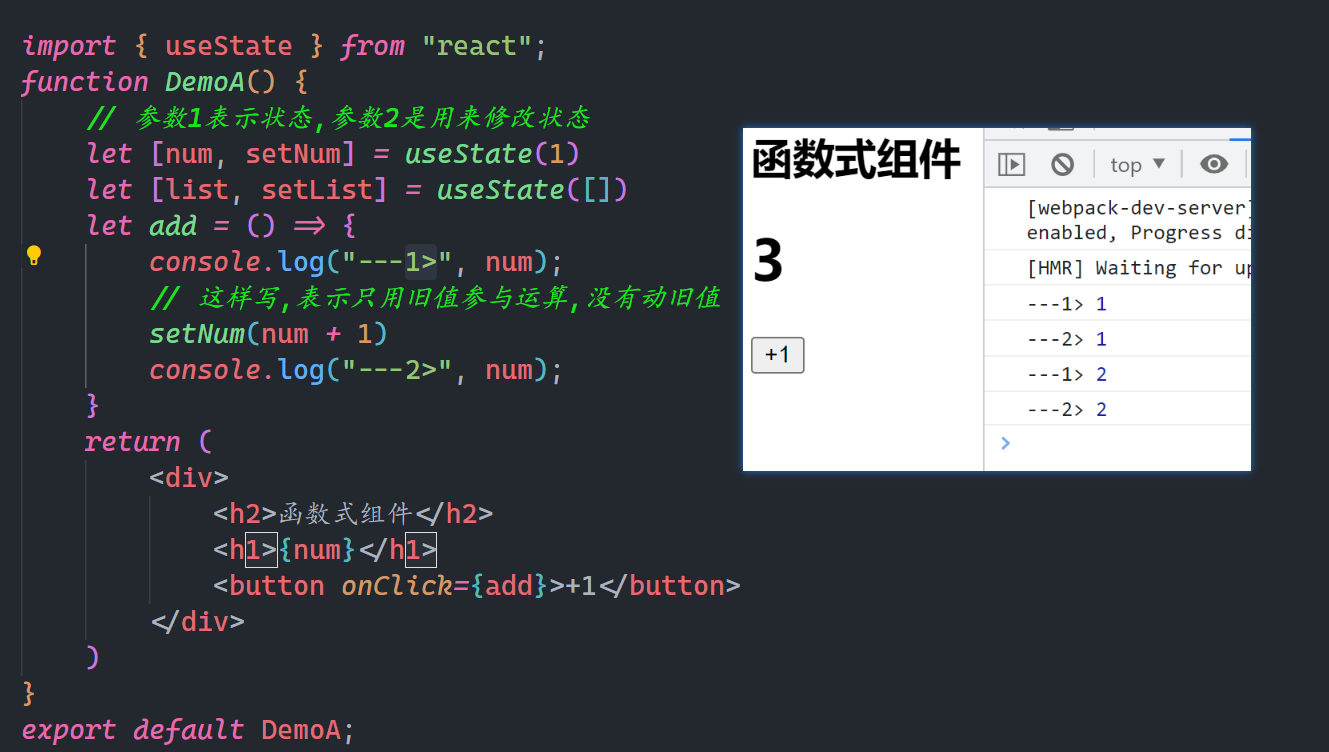 import { useState } from "react";
function DemoA() {
// 参数1表示状态,参数2是用来修改状态
let [num, setNum] = useState(1)
let [list, setList] = useState([])
let add = () => {
console.log("---1>", num);
// 这样写,表示只用旧值参与运算,没有动旧值
setNum(num + 1)
console.log("---2>", num);
}
return (
<div>
<h2>函数式组件</h2>
<h1>{num}</h1>
<button onClick={add}>+1</button>
</div>
)
}
export default DemoA;
函数式组件
3
+1
top
[webpack-dev-server]
enabled, Progress di
[HMR] Waiting for up
---1> 1
---2> 1
---1> 2
---2> 2